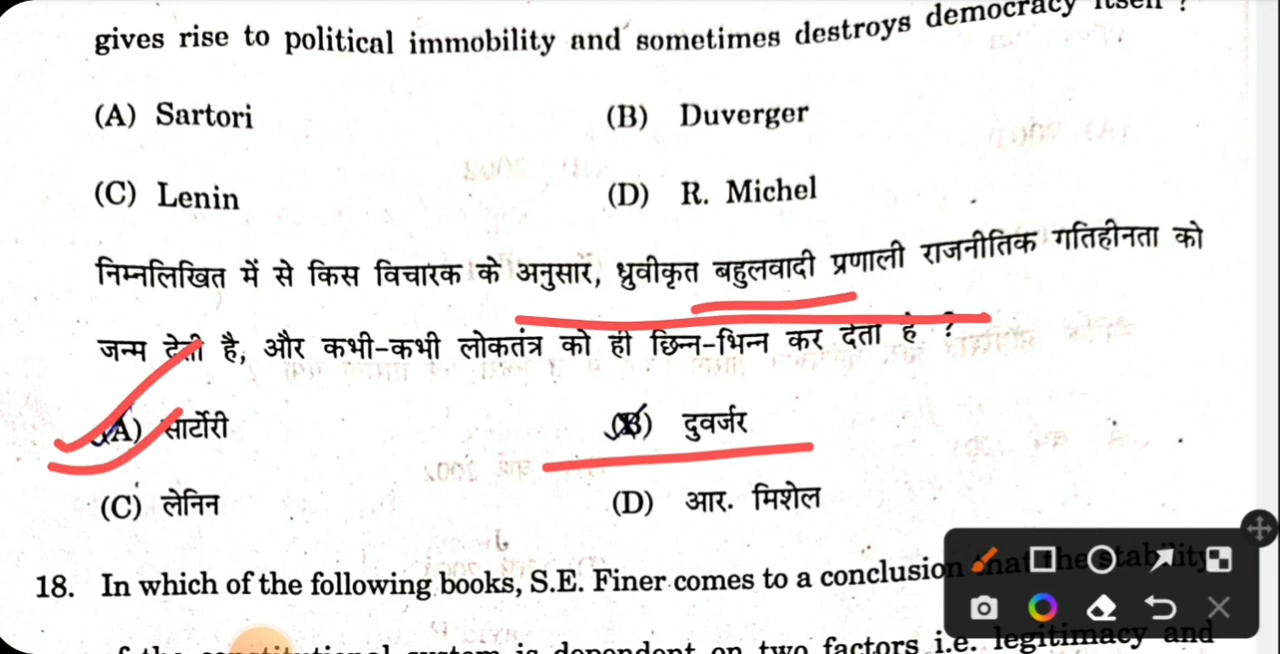 gives rise to political immobility and sometimes destroys democracy itself ?
(A) Sartori (B) Duverger
(C) Lenin (D) R. Michel
निम्नलिखित में से किस विचारक के अनुसार, ध्रुवीकृत बहुलवादी प्रणाली राजनीतिक गतिहीनता को
जन्म देती है, और कभी-कभी लोकतंत्र को ही छिन्न-भिन्न कर देता है ?
(A) सार्टोरी (B) दुवर्जर
(C) लेनिन (D) आर. मिशेल
18. In which of the following books, S.E. Finer comes to a conclusion that the stability
of the constitutional system is dependent on two factors i.e. legitimacy and